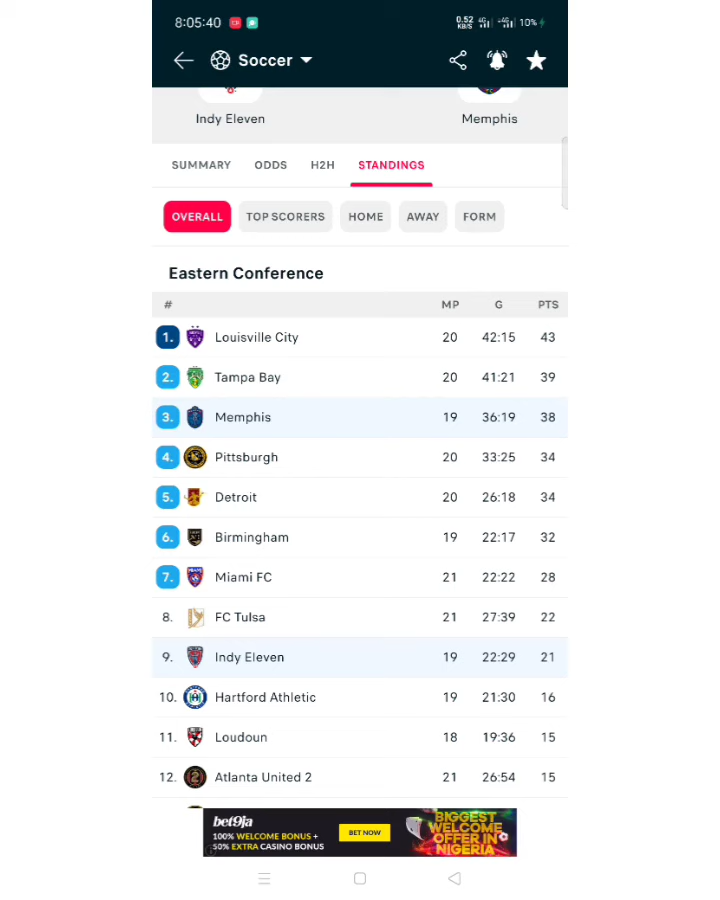 8:05:40 0.52 KB/S 4G 4G 10%
Soccer
Indy Eleven Memphis
SUMMARY ODDS H2H STANDINGS
OVERALL TOP SCORERS HOME AWAY FORM
Eastern Conference
# MP G PTS
1. Louisville City 20 42:15 43
2. Tampa Bay 20 41:21 39
3. Memphis 19 36:19 38
4. Pittsburgh 20 33:25 34
5. Detroit 20 26:18 34
6. Birmingham 19 22:17 32
7. Miami FC 21 22:22 28
8. FC Tulsa 21 27:39 22
9. Indy Eleven 19 22:29 21
10. Hartford Athletic 19 21:30 16
11. Loudoun 18 19:36 15
12. Atlanta United 2 21 26:54 15
bet9ja
100% WELCOME BONUS +
50% EXTRA CASINO BONUS
BET NOW
BIGGEST
WELCOME
OFFER IN
NIGERIA